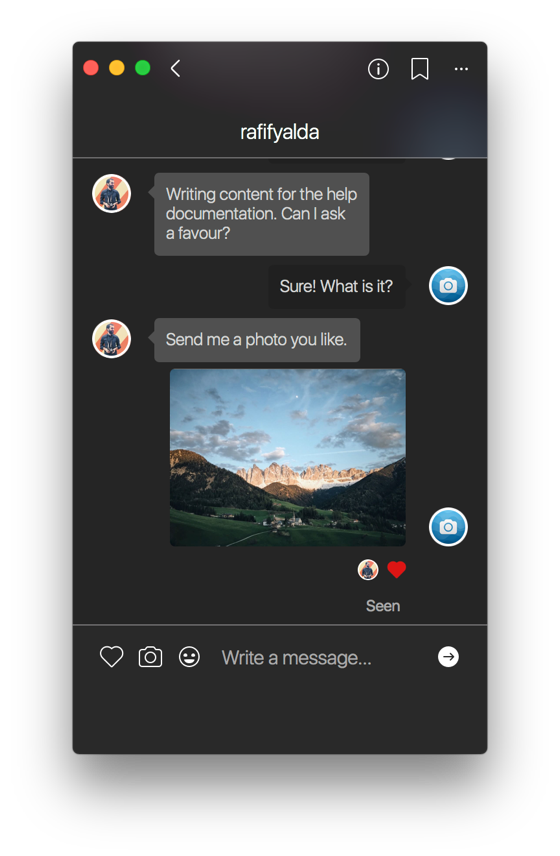 rafifyalda
Writing content for the help
documentation. Can I ask
a favour?
Sure! What is it?
Send me a photo you like.
Seen
Write a message...